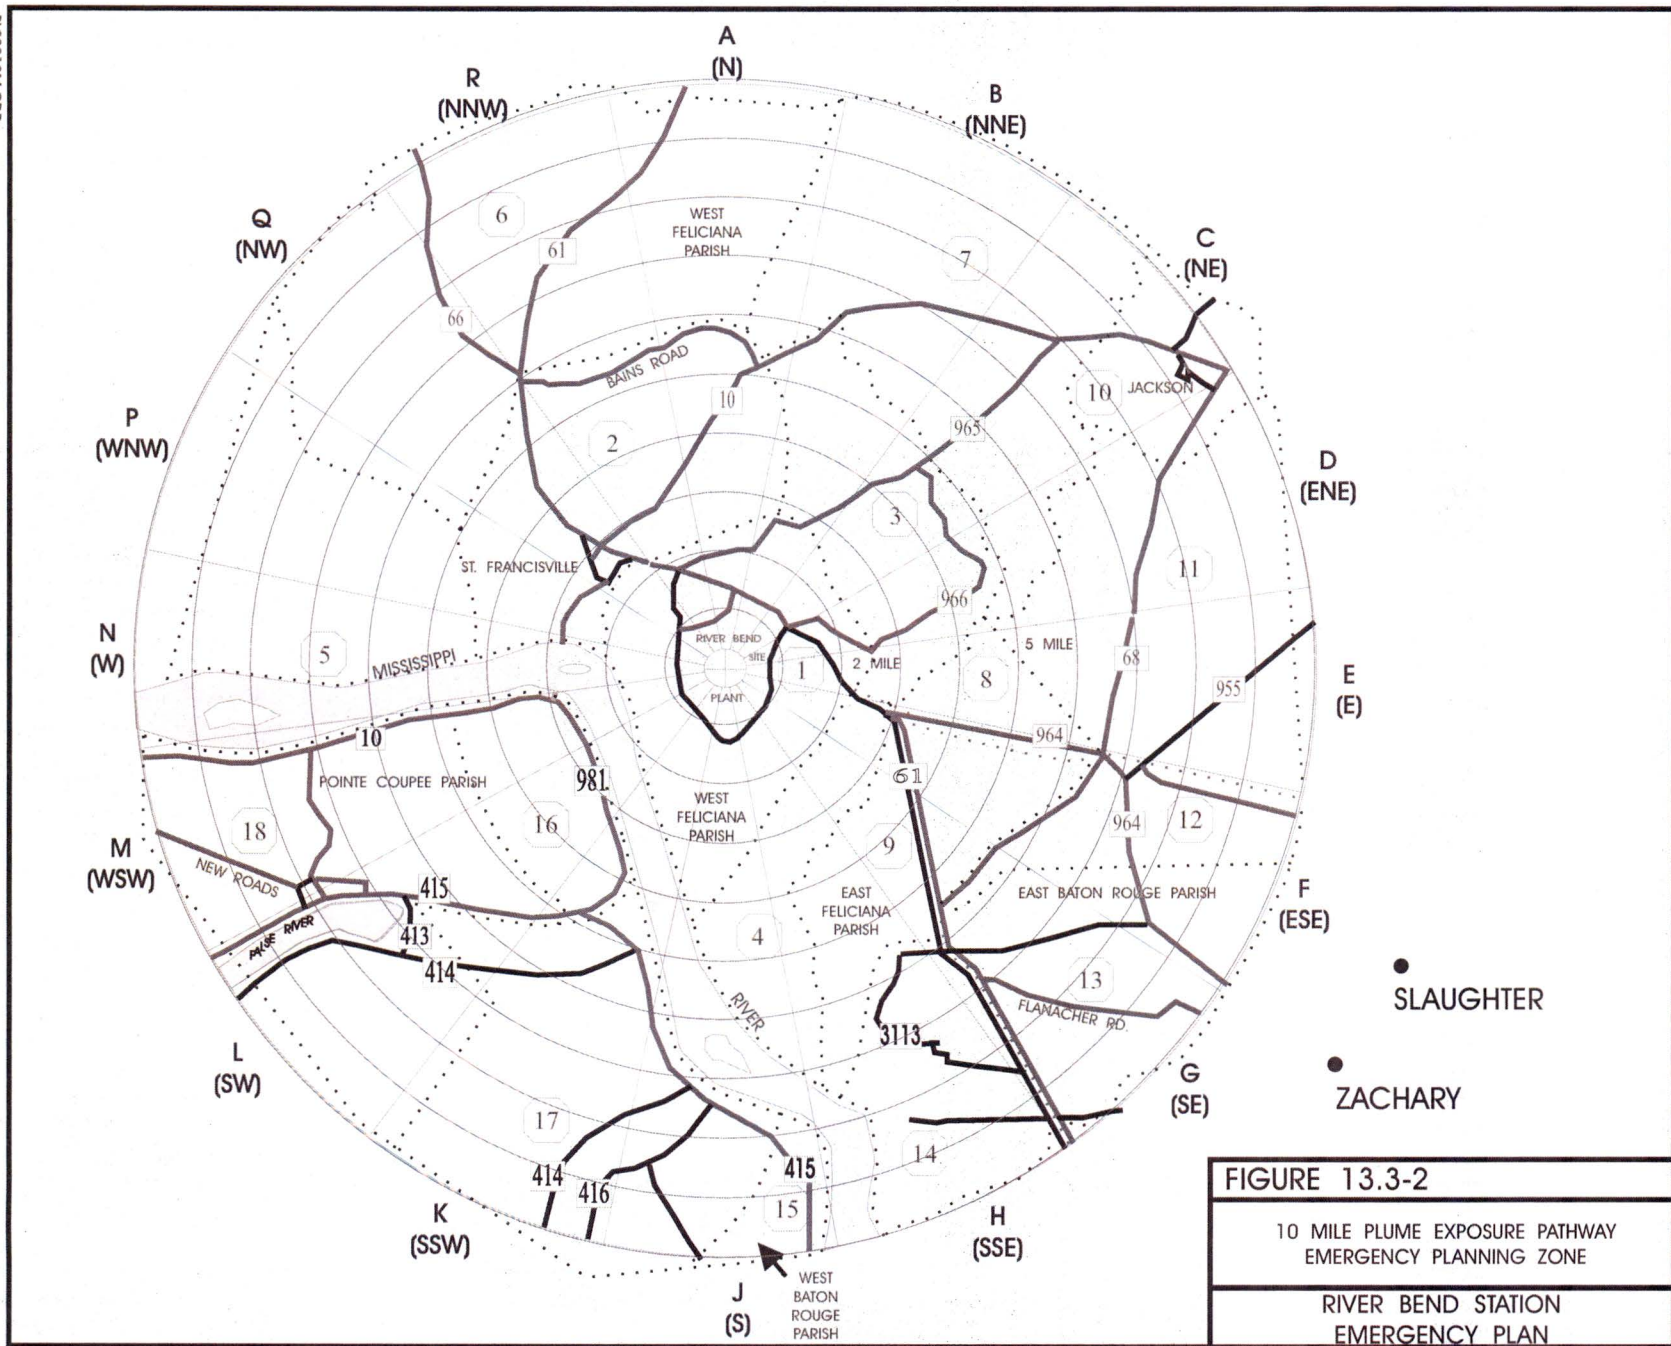 A
(N)
R
(NNW)
B
(NNE)
Q
(NW)
C
(NE)
6
WEST
FELICIANA
PARISH
61
7
66
BAINS ROAD
10
10
JACKSON
P
(WNW)
2
965
D
(ENE)
3
ST. FRANCISVILLE
11
966
N
(W)
5
MISSISSIPPI
RIVER BEND
SITE
PLANT
1
2 MILE
5 MILE
8
68
955
E
(E)
10
964
POINTE COUPEE PARISH
981
61
WEST
FELICIANA
PARISH
18
16
9
964
12
M
(WSW)
NEW ROADS
415
EAST
FELICIANA
PARISH
EAST BATON ROUGE PARISH
F
(ESE)
FALSE RIVER
413
414
4
13
SLAUGHTER
RIVER
FLANACHER RD.
3113
L
(SW)
G
(SE)
ZACHARY
17
14
414
416
415
15
K
(SSW)
H
(SSE)
J
(S)
WEST
BATON
ROUGE
PARISH
FIGURE 13.3-2
10 MILE PLUME EXPOSURE PATHWAY
EMERGENCY PLANNING ZONE
RIVER BEND STATION
EMERGENCY PLAN